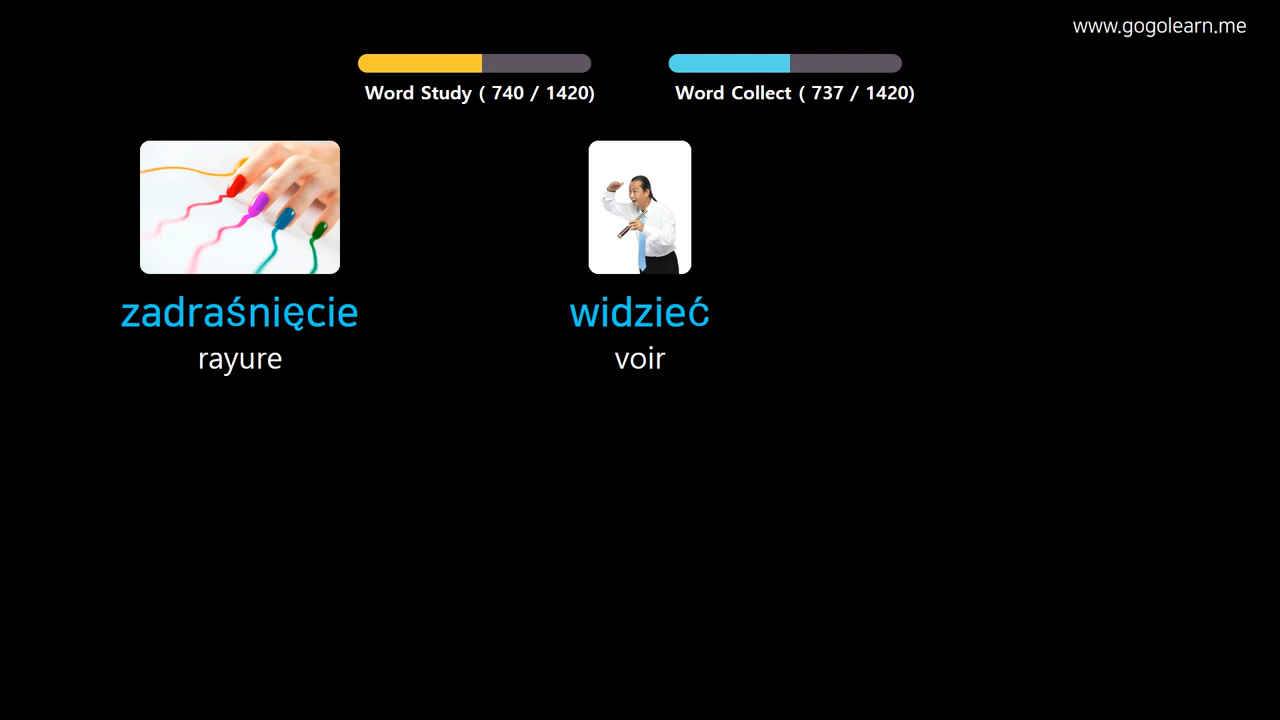 www.gogolearn.me
Word Study ( 740 / 1420)
Word Collect ( 737 / 1420)
zadraśnięcie
rayure
widzieć
voir